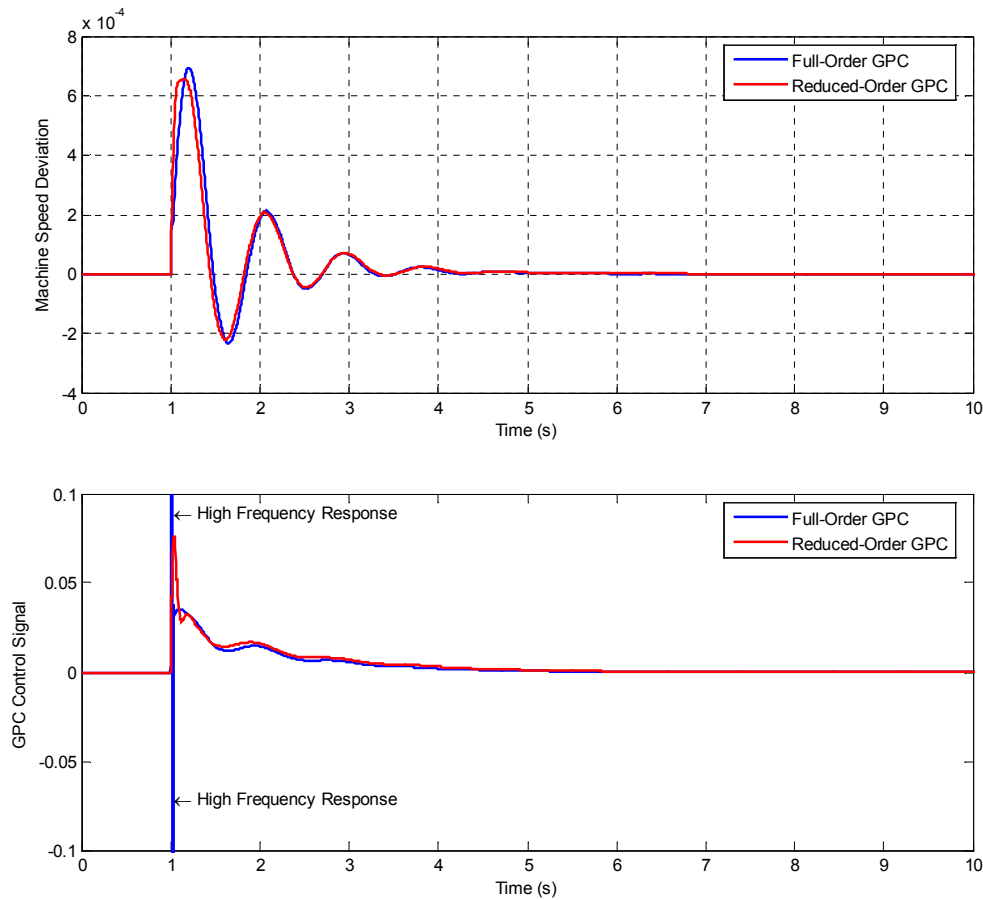 x 10-4
8
6
4
2
0
-2
-4
Machine Speed Deviation
Full-Order GPC
Reduced-Order GPC
0 1 2 3 4 5 6 7 8 9 10
Time (s)
0.1
0.05
0
-0.05
-0.1
GPC Control Signal
← High Frequency Response
Full-Order GPC
Reduced-Order GPC
← High Frequency Response
0 1 2 3 4 5 6 7 8 9 10
Time (s)